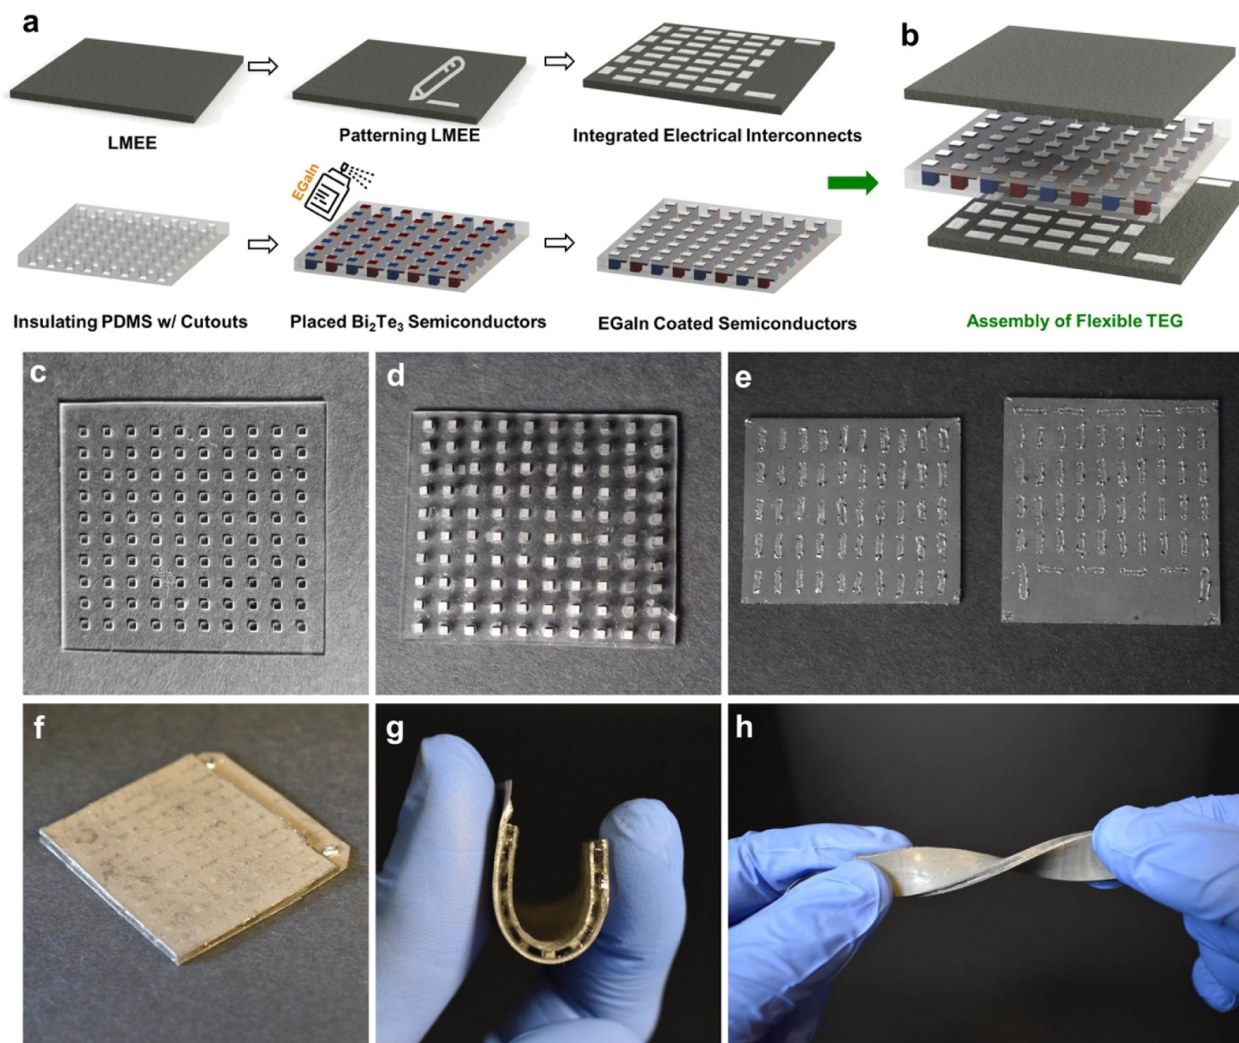 a
b
LMEE
Patterning LMEE
Integrated Electrical Interconnects
EGaIn
Insulating PDMS w/ Cutouts
Placed Bi₂Te₃ Semiconductors
EGaIn Coated Semiconductors
Assembly of Flexible TEG
c
d
e
f
g
h